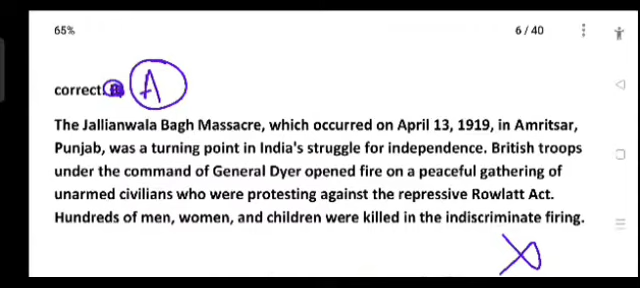 65%
6 / 40
correct. A
The Jallianwala Bagh Massacre, which occurred on April 13, 1919, in Amritsar,
Punjab, was a turning point in India's struggle for independence. British troops
under the command of General Dyer opened fire on a peaceful gathering of
unarmed civilians who were protesting against the repressive Rowlatt Act.
Hundreds of men, women, and children were killed in the indiscriminate firing.